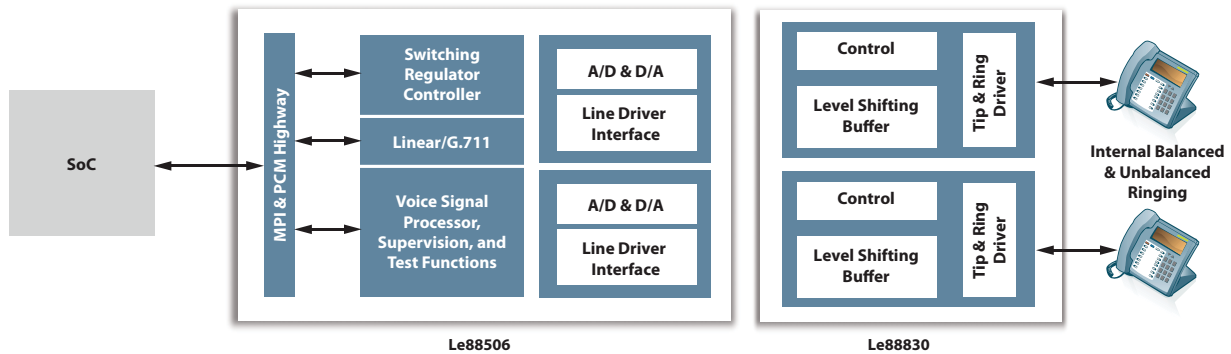 SoC
MPI & PCM Highway
Switching
Regulator
Controller
Linear/G.711
Voice Signal
Processor,
Supervision, and
Test Functions
A/D & D/A
Line Driver
Interface
A/D & D/A
Line Driver
Interface
Le88506
Control
Level Shifting
Buffer
Tip & Ring
Driver
Control
Level Shifting
Buffer
Tip & Ring
Driver
Le88830
Internal Balanced
& Unbalanced
Ringing